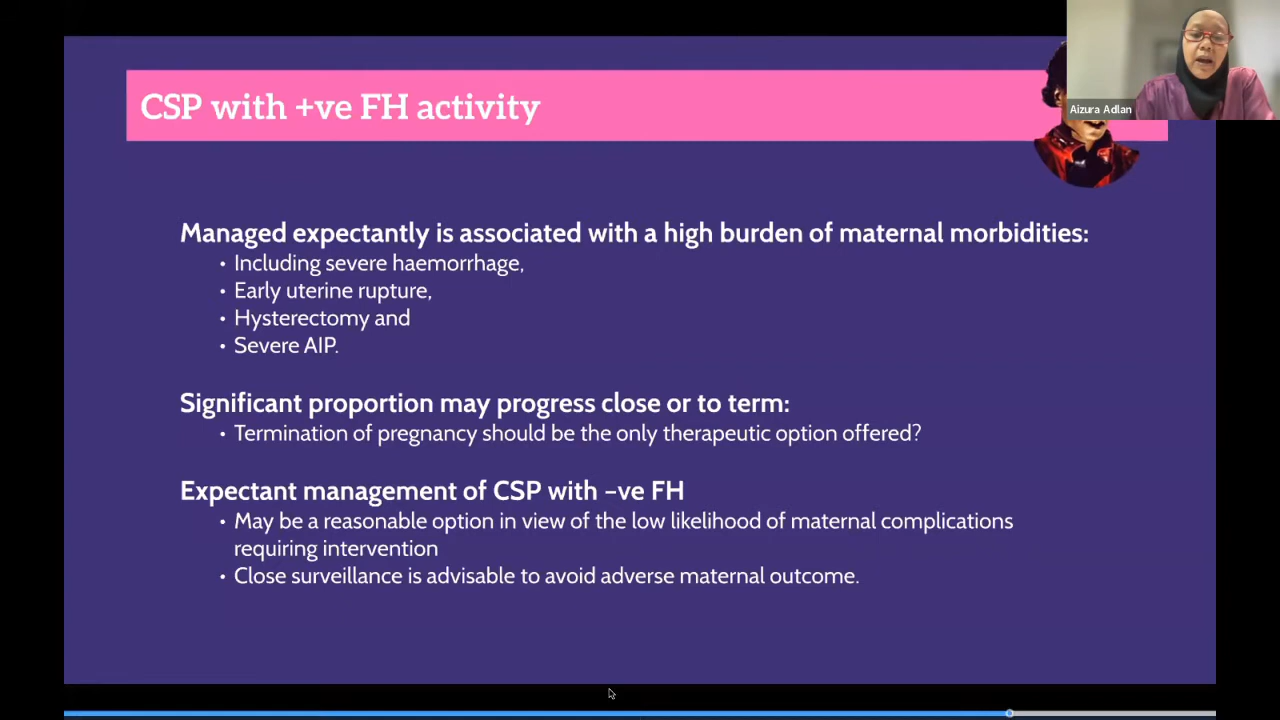 CSP with +ve FH activity
Aizura Adlan
Managed expectantly is associated with a high burden of maternal morbidities:
• Including severe haemorrhage,
• Early uterine rupture,
• Hysterectomy and
• Severe AIP.
Significant proportion may progress close or to term:
• Termination of pregnancy should be the only therapeutic option offered?
Expectant management of CSP with –ve FH
• May be a reasonable option in view of the low likelihood of maternal complications
requiring intervention
• Close surveillance is advisable to avoid adverse maternal outcome.